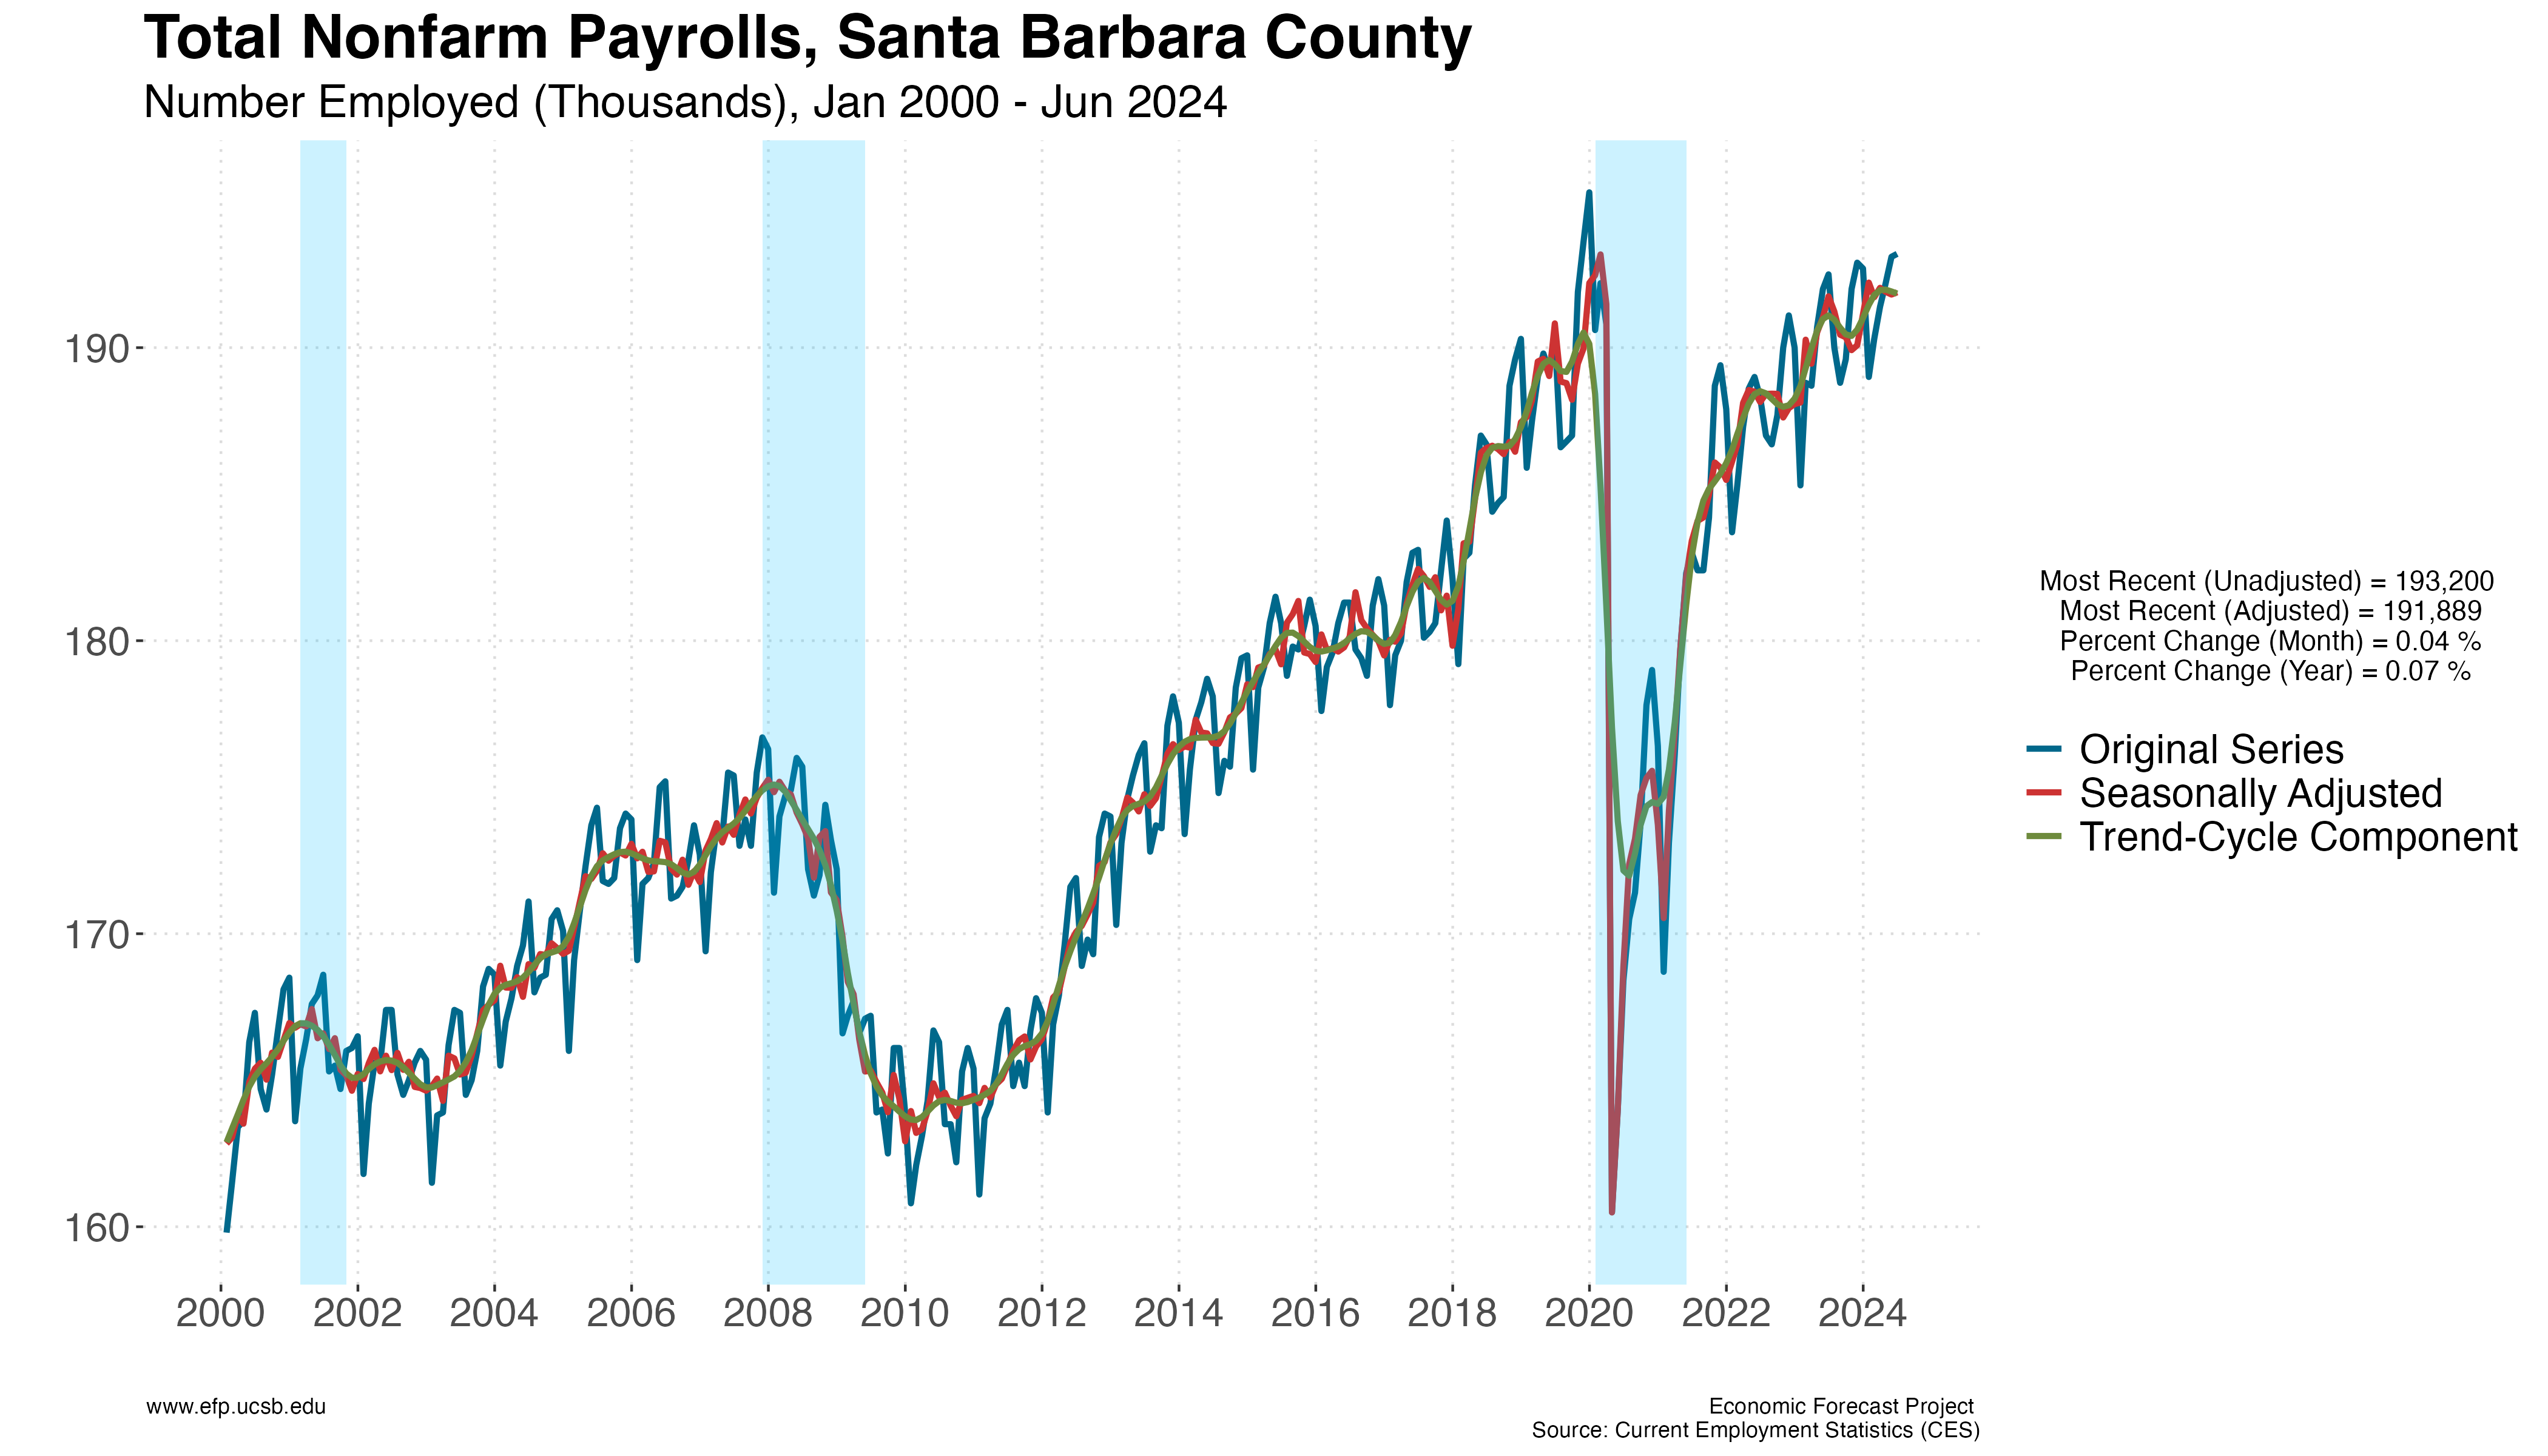 Total Nonfarm Payrolls, Santa Barbara County
Number Employed (Thousands), Jan 2000 - Jun 2024
190
180
170
160
2000 2002 2004 2006 2008 2010 2012 2014 2016 2018 2020 2022 2024
Most Recent (Unadjusted) = 193,200
Most Recent (Adjusted) = 191,889
Percent Change (Month) = 0.04 %
Percent Change (Year) = 0.07 %
Original Series
Seasonally Adjusted
Trend-Cycle Component
www.efp.ucsb.edu
Economic Forecast Project
Source: Current Employment Statistics (CES)